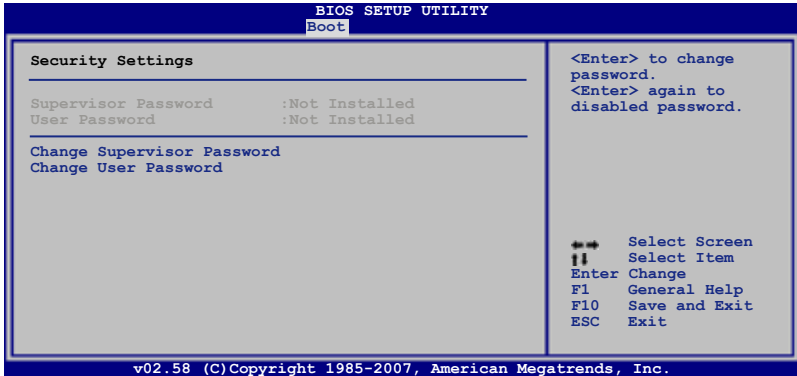 BIOS SETUP UTILITY
Boot
Security Settings
Supervisor Password :Not Installed
User Password :Not Installed
Change Supervisor Password
Change User Password
<Enter> to change
password.
<Enter> again to
disabled password.
←→ Select Screen
↑↓ Select Item
Enter Change
F1 General Help
F10 Save and Exit
ESC Exit
v02.58 (C)Copyright 1985-2007, American Megatrends, Inc.